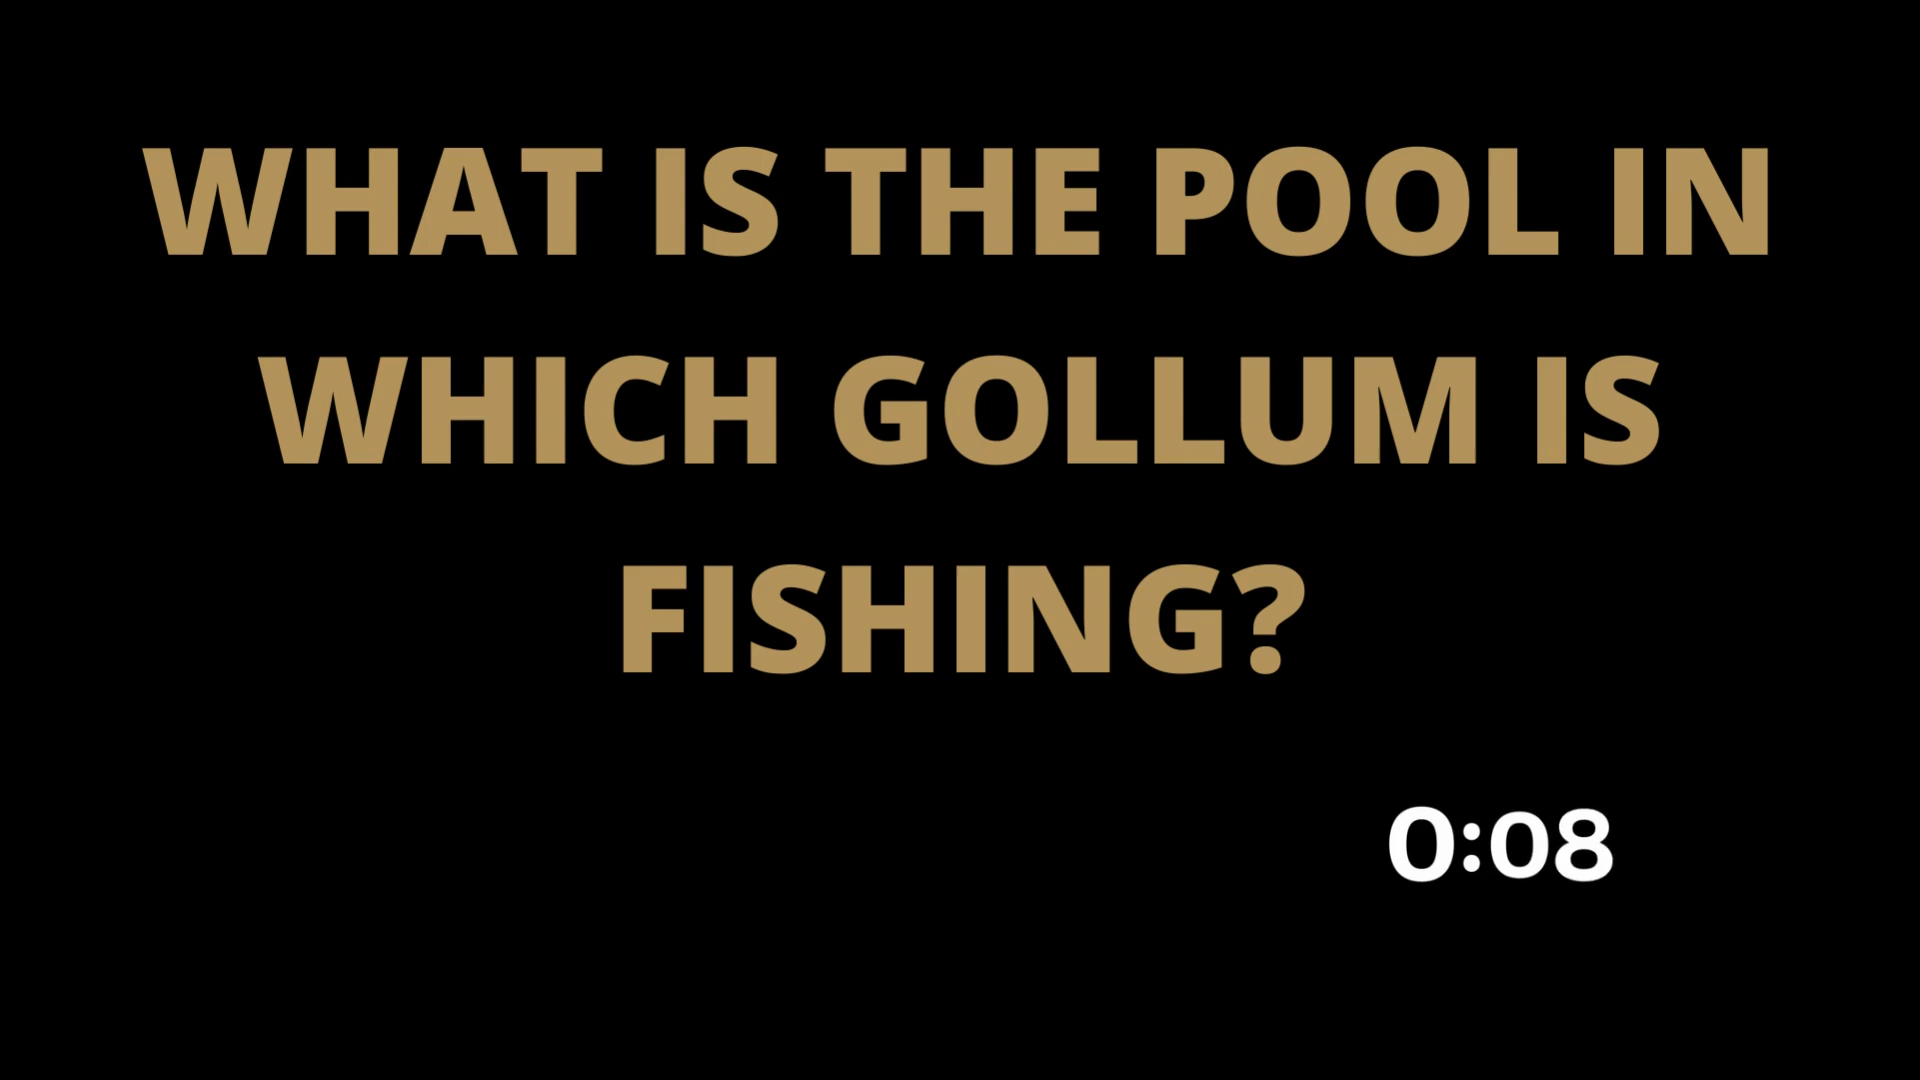 WHAT IS THE POOL IN
WHICH GOLLUM IS
FISHING?
0:08